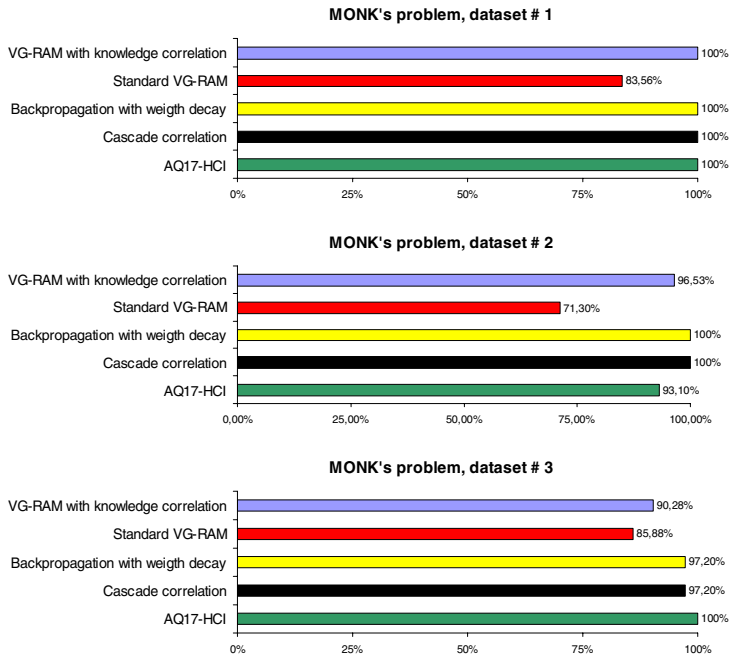 MONK's problem, dataset # 1
VG-RAM with knowledge correlation 100%
Standard VG-RAM 83,56%
Backpropagation with weigth decay 100%
Cascade correlation 100%
AQ17-HCI 100%
0% 25% 50% 75% 100%
MONK's problem, dataset # 2
VG-RAM with knowledge correlation 96,53%
Standard VG-RAM 71,30%
Backpropagation with weigth decay 100%
Cascade correlation 100%
AQ17-HCI 93,10%
0,00% 25,00% 50,00% 75,00% 100,00%
MONK's problem, dataset # 3
VG-RAM with knowledge correlation 90,28%
Standard VG-RAM 85,88%
Backpropagation with weigth decay 97,20%
Cascade correlation 97,20%
AQ17-HCI 100%
0% 25% 50% 75% 100%